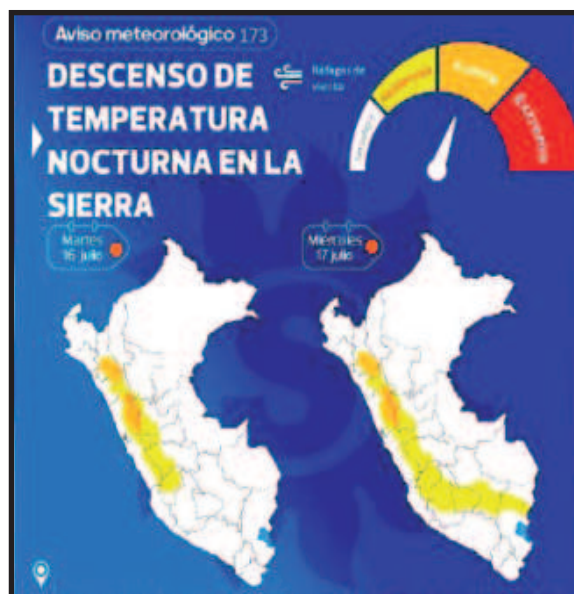 Aviso meteorológico 173
DESCENSO DE
TEMPERATURA
NOCTURNA EN LA
SIERRA
Ráfagas de
viento
Extremo
Martes
16 julio
Miércoles
17 julio